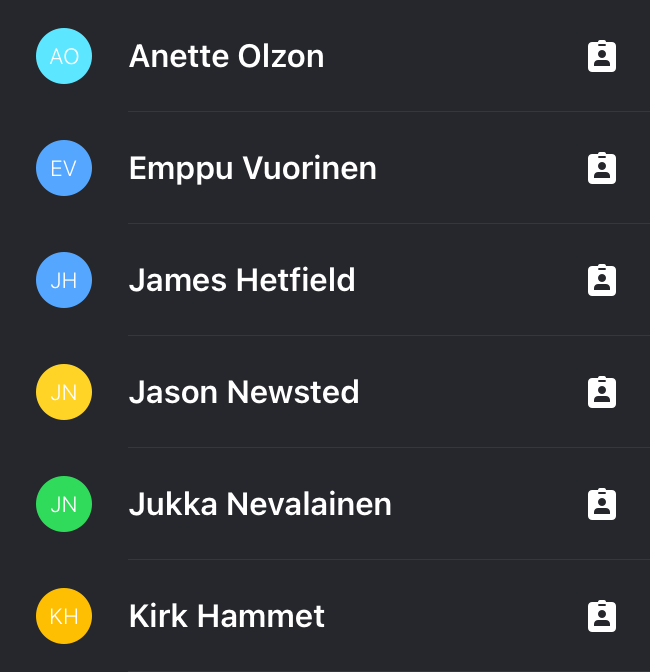 AO Anette Olzon
EV Emppu Vuorinen
JH James Hetfield
JN Jason Newsted
JN Jukka Nevalainen
KH Kirk Hammet